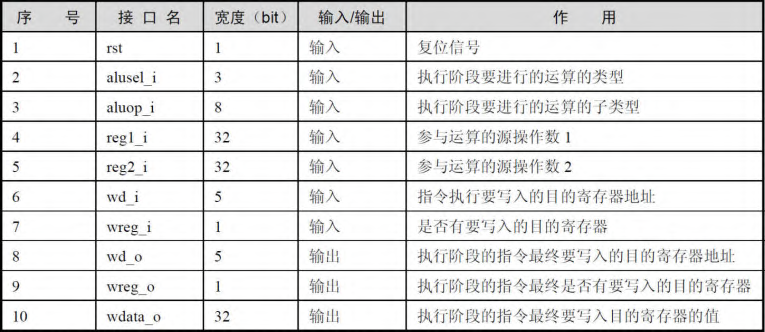 序 号 接 口 名 宽度（bit） 输入/输出 作 用
1 rst 1 输入 复位信号
2 alusel_i 3 输入 执行阶段要进行的运算的类型
3 aluop_i 8 输入 执行阶段要进行的运算的子类型
4 reg1_i 32 输入 参与运算的源操作数 1
5 reg2_i 32 输入 参与运算的源操作数 2
6 wd_i 5 输入 指令执行要写入的目的寄存器地址
7 wreg_i 1 输入 是否有要写入的目的寄存器
8 wd_o 5 输出 执行阶段的指令最终要写入的目的寄存器地址
9 wreg_o 1 输出 执行阶段的指令最终是否有要写入的目的寄存器
10 wdata_o 32 输出 执行阶段的指令最终要写入目的寄存器的值